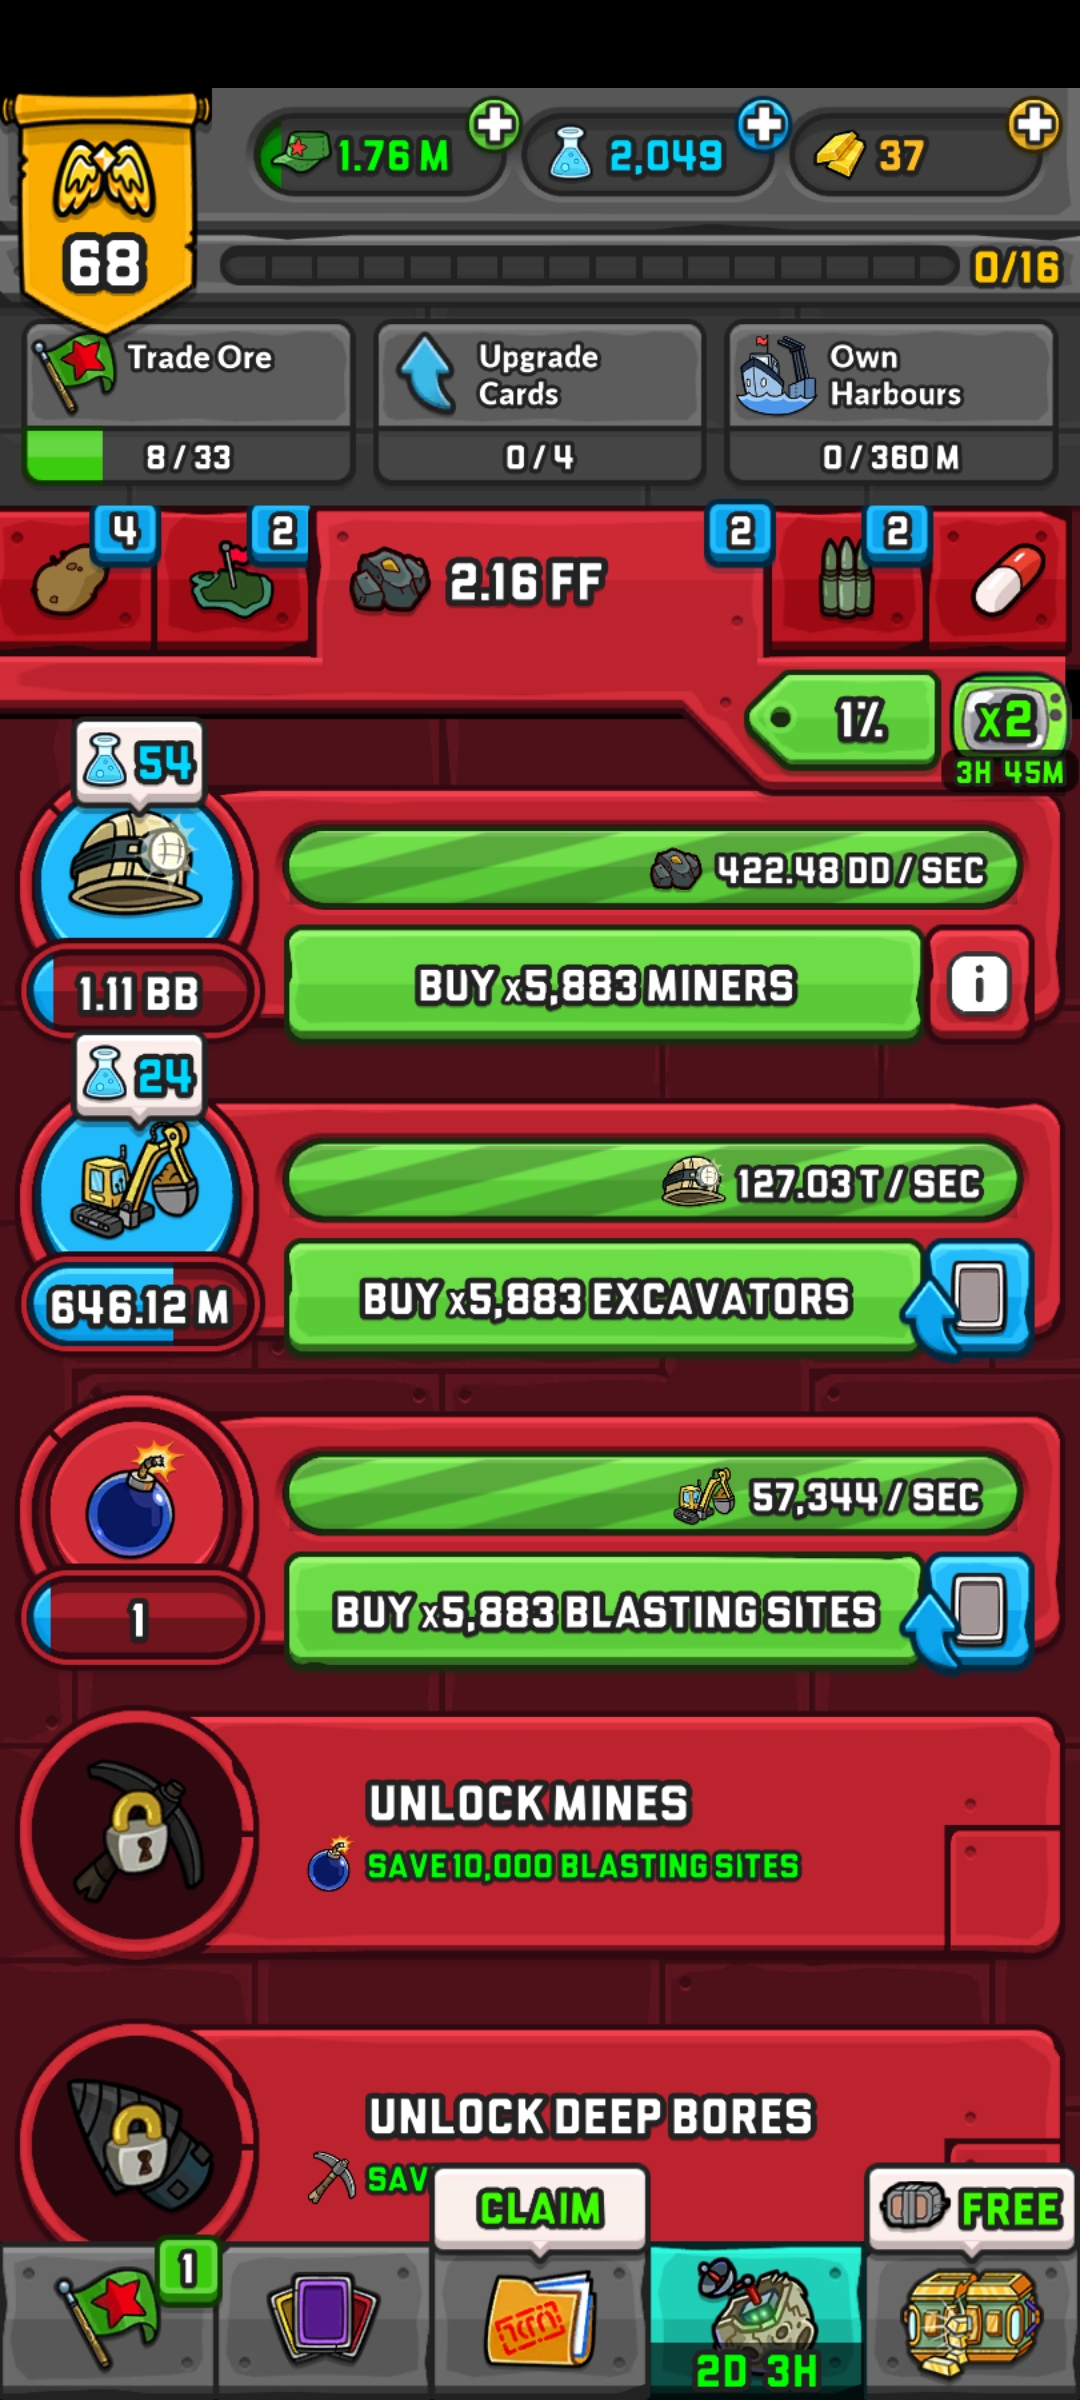 1.76 M
2,049
37
68
0/16
Trade Ore
8 / 33
Upgrade
Cards
0 / 4
Own
Harbours
0 / 360 M
4
2
2.16 FF
2
2
1%
x2
3H 45M
54
422.48 DD / SEC
1.11 BB
BUY x5,883 MINERS
i
24
127.03 T / SEC
646.12 M
BUY x5,883 EXCAVATORS
57,344 / SEC
1
BUY x5,883 BLASTING SITES
UNLOCK MINES
SAVE 10,000 BLASTING SITES
UNLOCK DEEP BORES
SAV
CLAIM
FREE
1
2D 3H